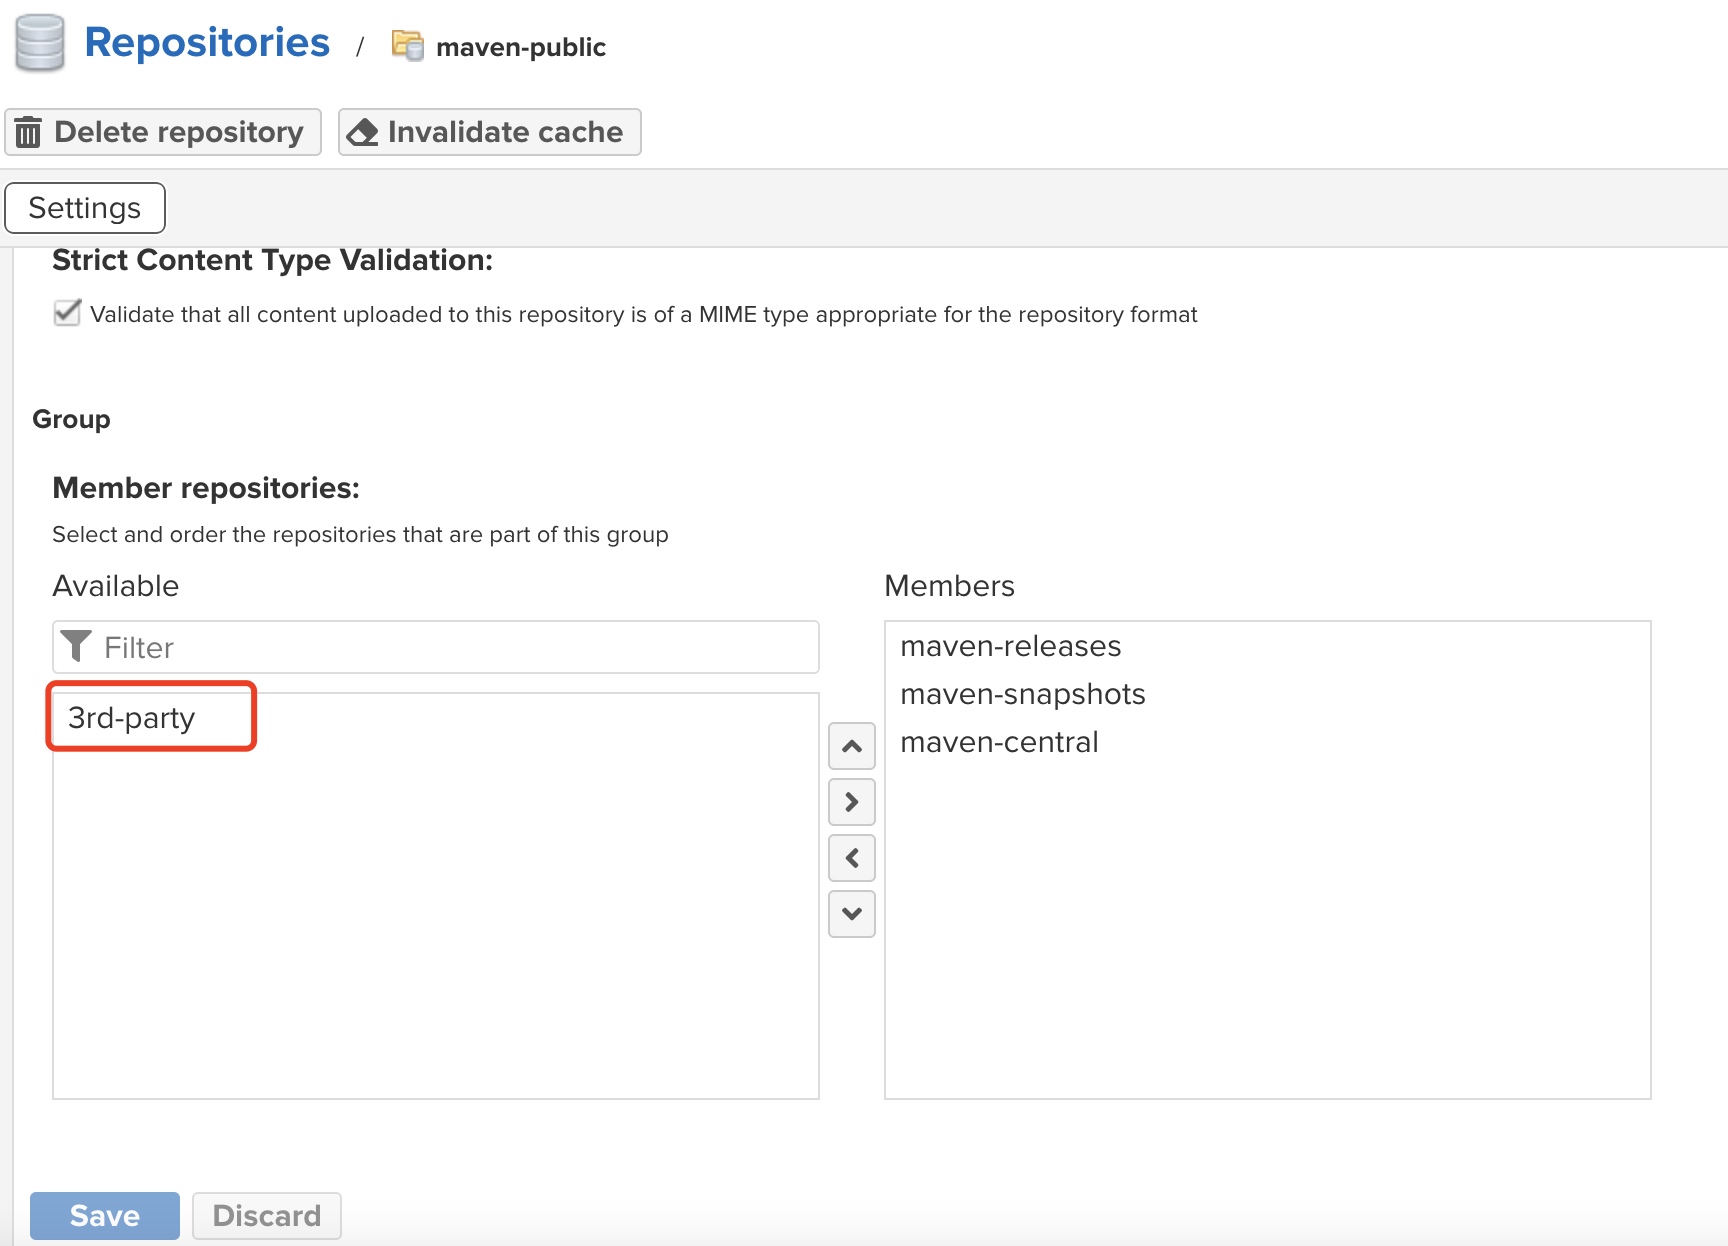 Repositories / maven-public
Delete repository Invalidate cache
Settings
Strict Content Type Validation:
Validate that all content uploaded to this repository is of a MIME type appropriate for the repository format
Group
Member repositories:
Select and order the repositories that are part of this group
Available
Filter
3rd-party
Members
maven-releases
maven-snapshots
maven-central
Save Discard